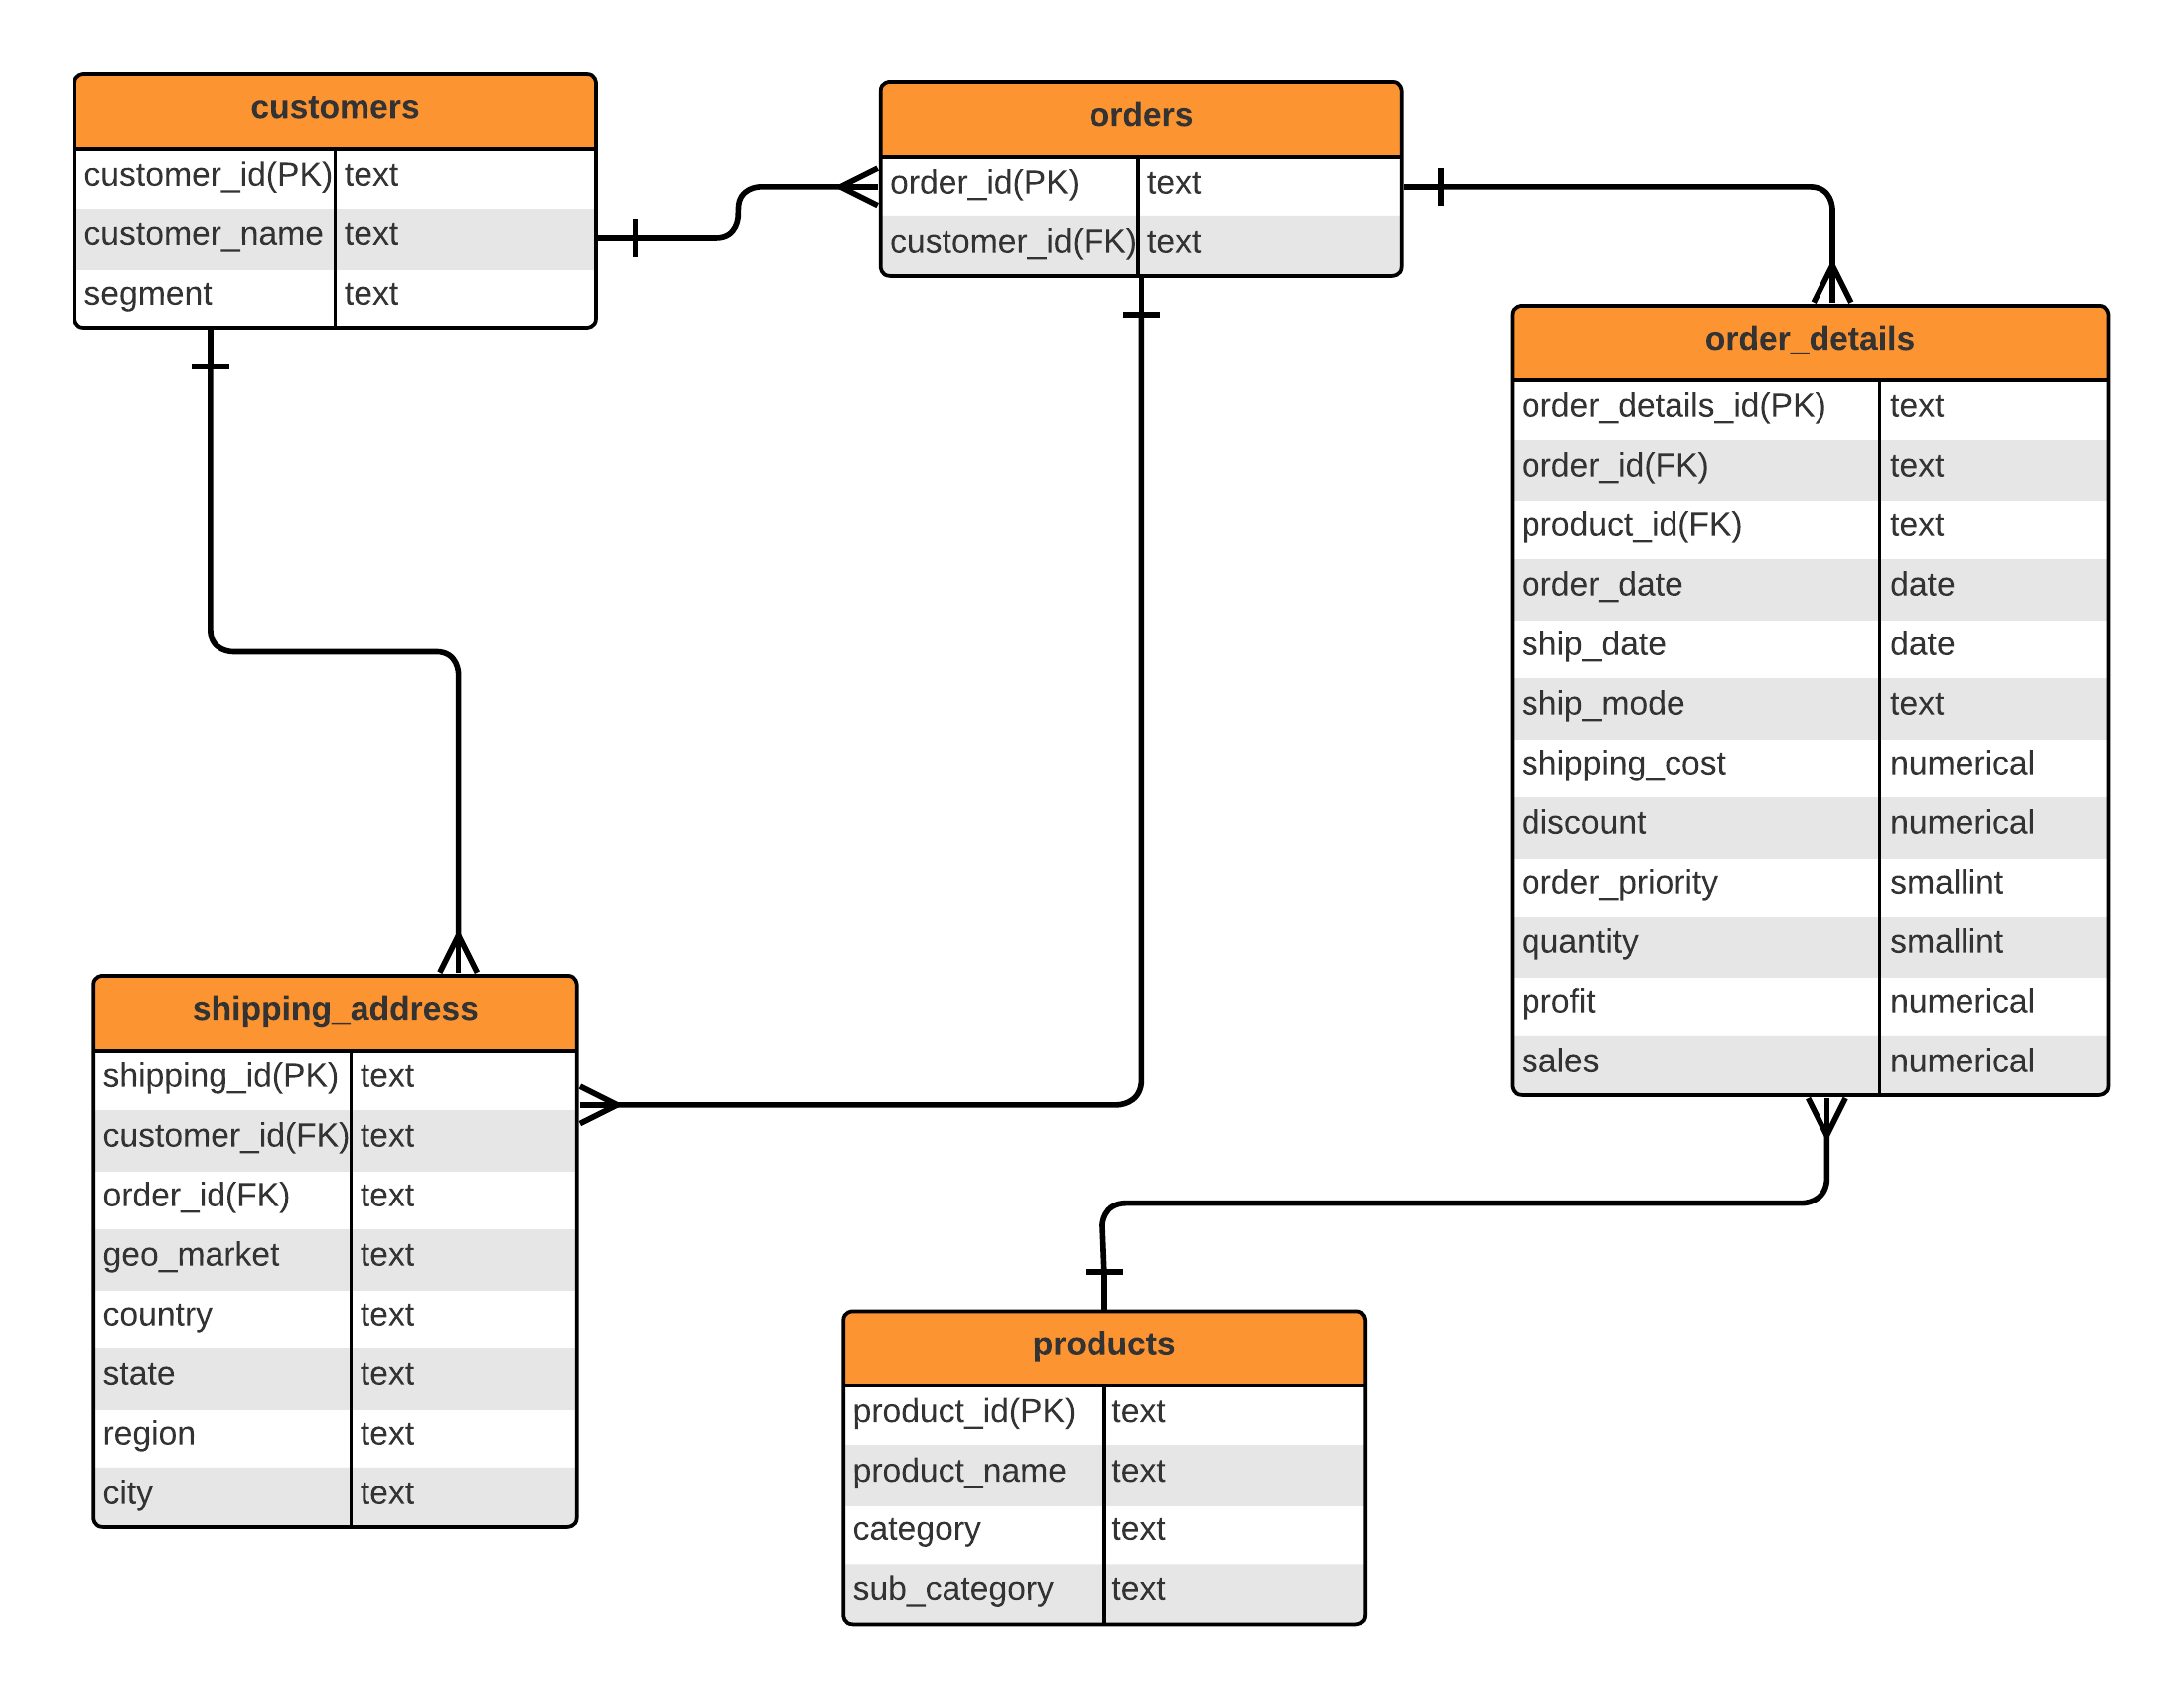 customers
customer_id(PK) text
customer_name text
segment text
orders
order_id(PK) text
customer_id(FK) text
order_details
order_details_id(PK) text
order_id(FK) text
product_id(FK) text
order_date date
ship_date date
ship_mode text
shipping_cost numerical
discount numerical
order_priority smallint
quantity smallint
profit numerical
sales numerical
shipping_address
shipping_id(PK) text
customer_id(FK) text
order_id(FK) text
geo_market text
country text
state text
region text
city text
products
product_id(PK) text
product_name text
category text
sub_category text